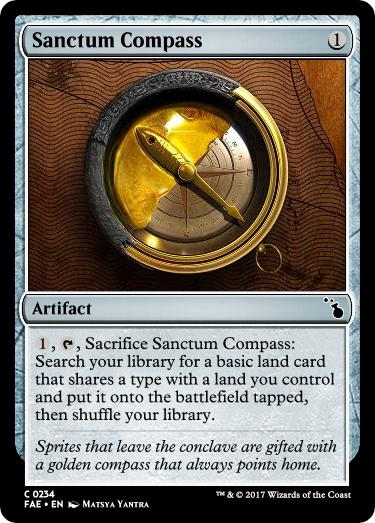 Sanctum Compass 1
Artifact
1, T, Sacrifice Sanctum Compass:
Search your library for a basic land card
that shares a type with a land you control
and put it onto the battlefield tapped,
then shuffle your library.
Sprites that leave the conclave are gifted with
a golden compass that always points home.
C 0234
FAE • EN Matsya Yantra
™ & © 2017 Wizards of the Coast